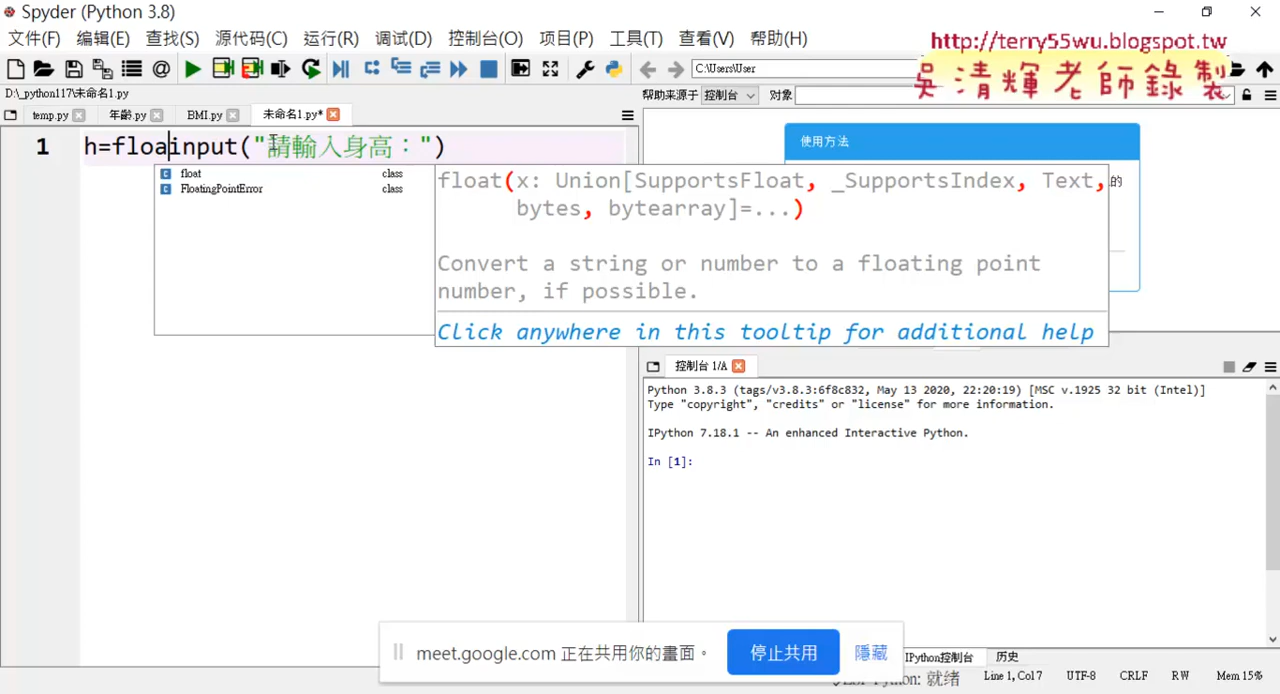 Spyder (Python 3.8)
文件(F) 编辑(E) 查找(S) 源代码(C) 运行(R) 调试(D) 控制台(O) 项目(P) 工具(T) 查看(V) 帮助(H)
http://terry55wu.blogspot.tw
吳清輝老師錄製
C:\Users\User
D:\_python117\未命名1.py
帮助来源于 控制台 对象
temp.py 年齡.py BMI.py 未命名1.py*
使用方法
1 h=floainput("請輸入身高：")
float class
FloatingPointError class
float(x: Union[SupportsFloat, _SupportsIndex, Text,
bytes, bytearray]=...)
的
Convert a string or number to a floating point
number, if possible.
Click anywhere in this tooltip for additional help
控制台 1/A
Python 3.8.3 (tags/v3.8.3:6f8c832, May 13 2020, 22:20:19) [MSC v.1925 32 bit (Intel)]
Type "copyright", "credits" or "license" for more information.
IPython 7.18.1 -- An enhanced Interactive Python.
In [1]:
meet.google.com 正在共用你的畫面。 停止共用 隱藏
IPython控制台 历史
Python: 就绪 Line 1, Col7 UTF-8 CRLF RW Mem 15%